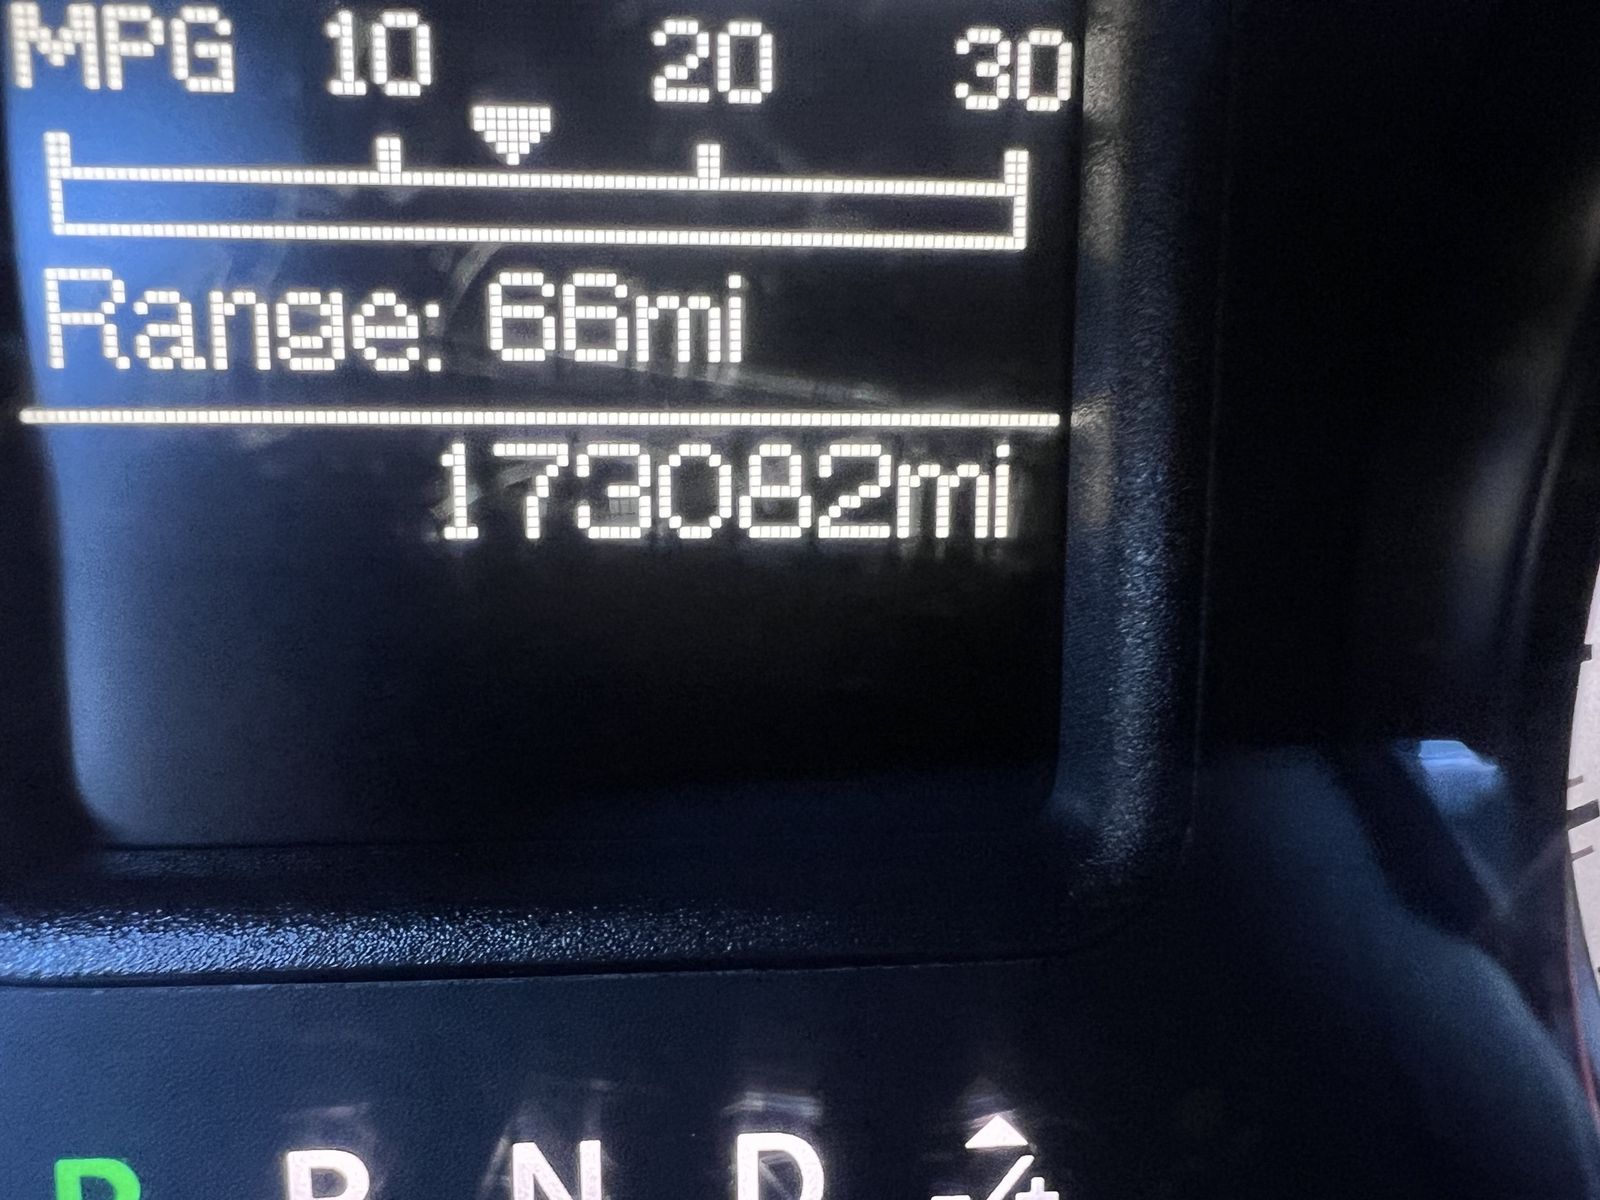 MPG 10 20 30
Range: 66mi
173082mi
P R N D -/+